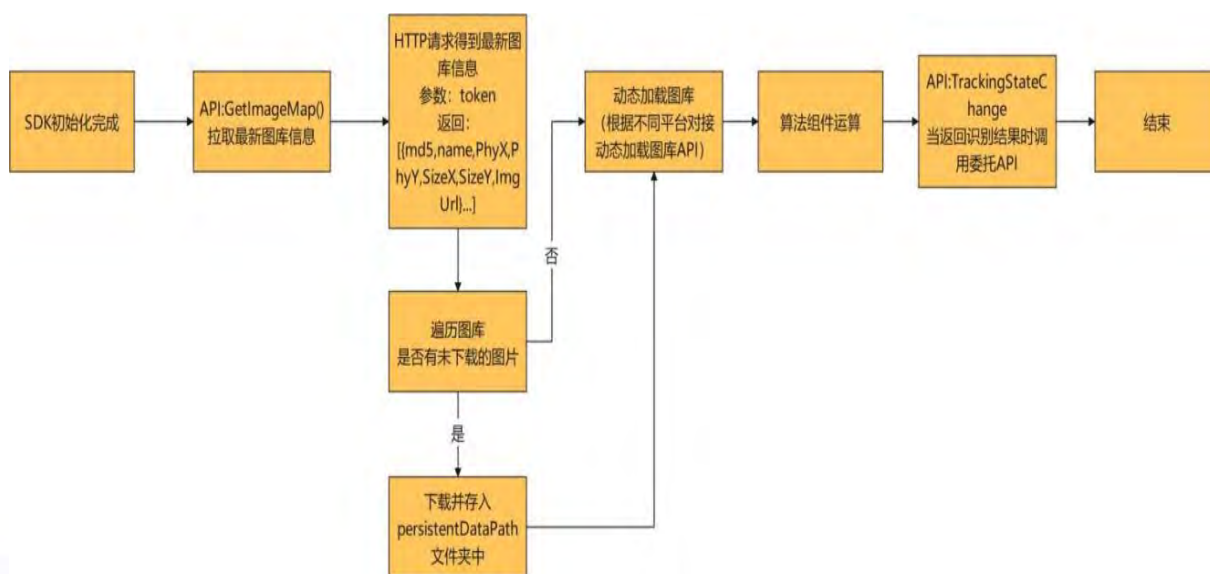 SDK初始化完成
API:GetImageMap()
拉取最新图库信息
HTTP请求得到最新图
库信息
参数：token
返回：
[{md5,name,PhyX,P
hyY,SizeX,SizeY,Img
Url}...]
遍历图库
是否有未下载的图片
是
下载并存入
persistentDataPath
文件夹中
否
动态加载图库
（根据不同平台对接
动态加载图库API）
算法组件运算
API:TrackingStateC
hange
当返回识别结果时调
用委托API
结束